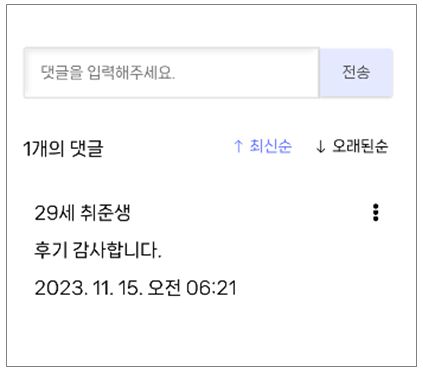 댓글을 입력해주세요. 전송
1개의 댓글 ↑ 최신순 ↓ 오래된순
29세 취준생
후기 감사합니다.
2023. 11. 15. 오전 06:21